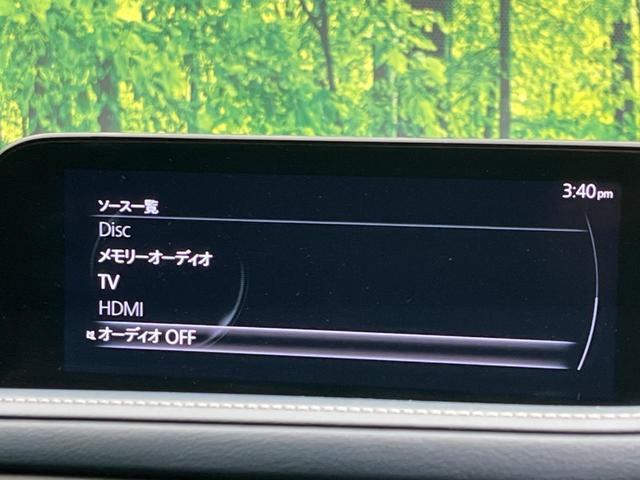 3:40pm
ソース一覧
Disc
メモリーオーディオ
TV
HDMI
オーディオ OFF